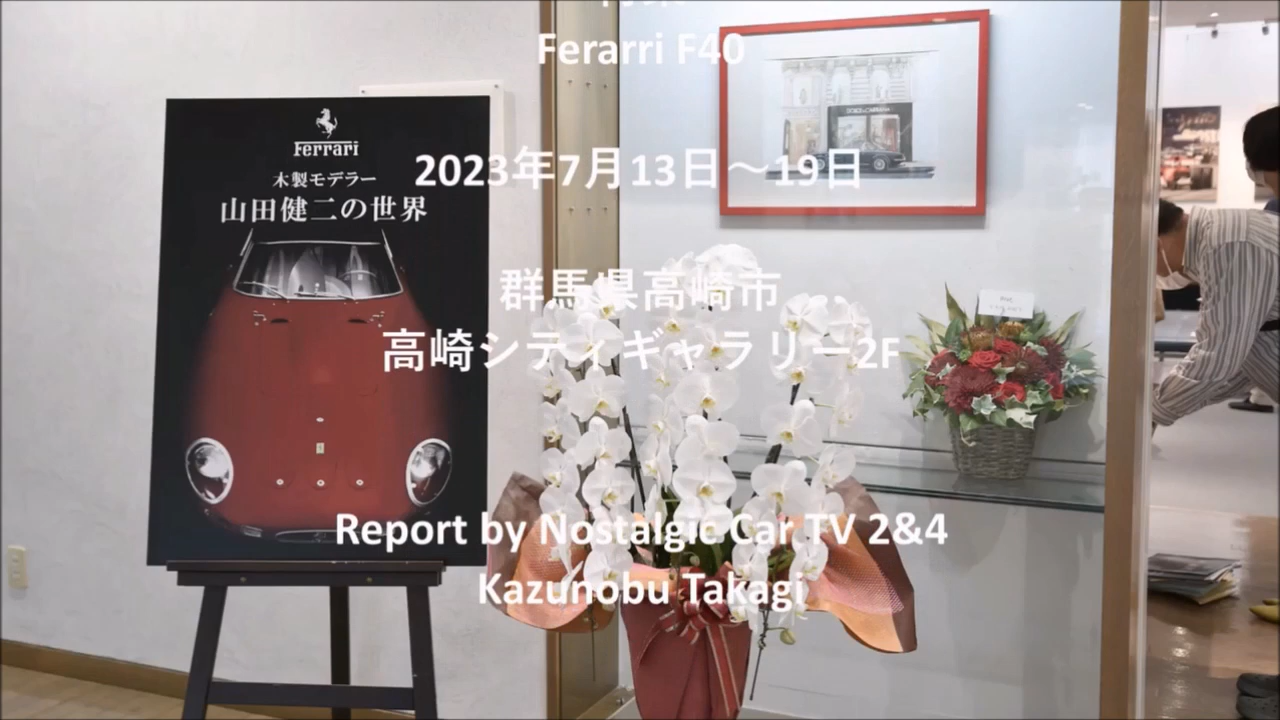 Ferarri F40
2023年7月13日～19日
群馬県高崎市
高崎シティギャラリー2F
Report by Nostalgic Car TV 2&4
Kazunobu Takagi
Ferrari
木製モデラー
山田健二の世界